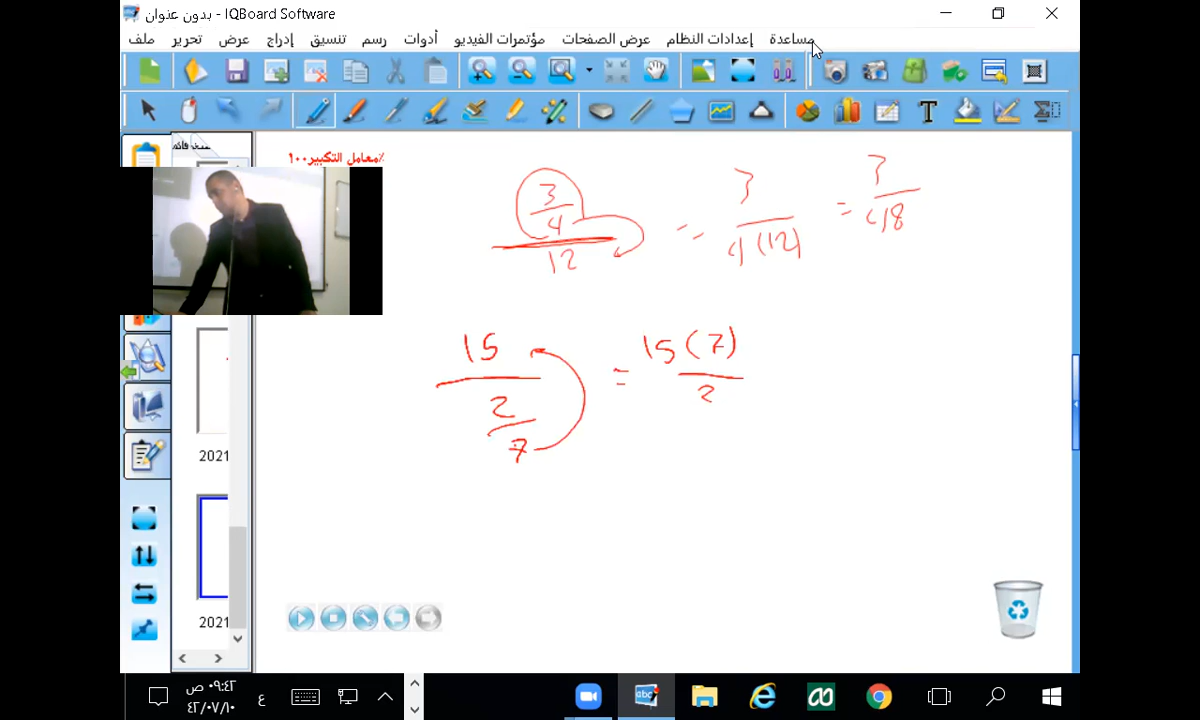 بدون عنوان - IQBoard Software
ملف تحرير عرض إدراج تنسيق رسم أدوات مؤتمرات الفيديو عرض الصفحات إعدادات النظام مساعدة
معامل التكبير١٠٠٪
3/4 / 12 = 3 / 4(12) = 3 / 48
15 / 2/7 = 15(7) / 2
2021
2021
٠٩:٤٢ ص
٤٢/٠٧/١٠
ع
abc